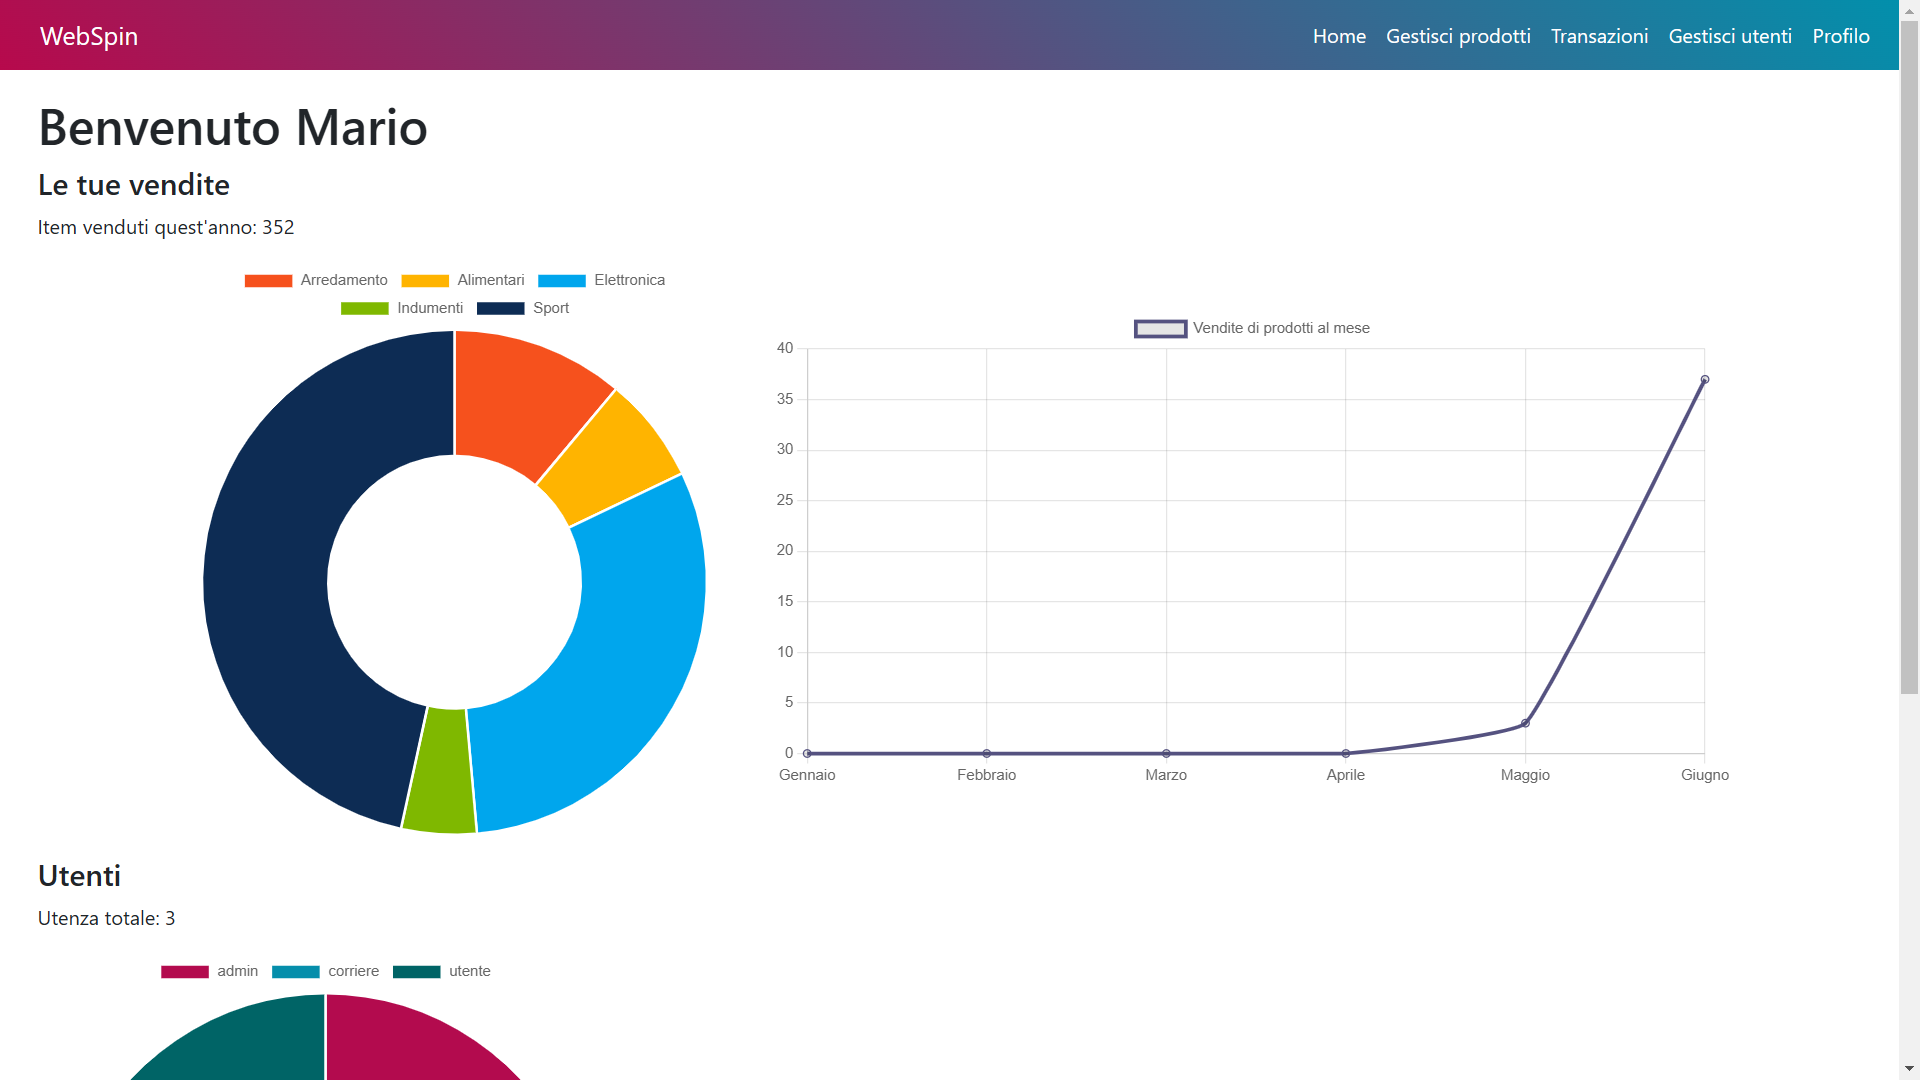 WebSpin
Home Gestisci prodotti Transazioni Gestisci utenti Profilo
Benvenuto Mario
Le tue vendite
Item venduti quest'anno: 352
Arredamento Alimentari Elettronica
Indumenti Sport
Vendite di prodotti al mese
40
35
30
25
20
15
10
5
0
Gennaio Febbraio Marzo Aprile Maggio Giugno
Utenti
Utenza totale: 3
admin corriere utente